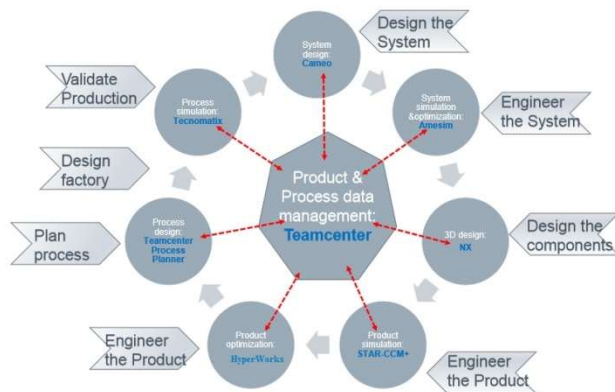 Design the
System
System
design:
Cameo
Validate
Production
Process
simulation:
Tecnomatix
System
simulation
&optimization:
Amesim
Engineer
the System
Design
factory
Product &
Process data
management:
Teamcenter
Plan
process
Process
design:
Teamcenter
Process
Planner
3D design:
NX
Design the
components
Engineer
the Product
Product
optimization:
HyperWorks
Product
simulation:
STAR-CCM+
Engineer
the Product